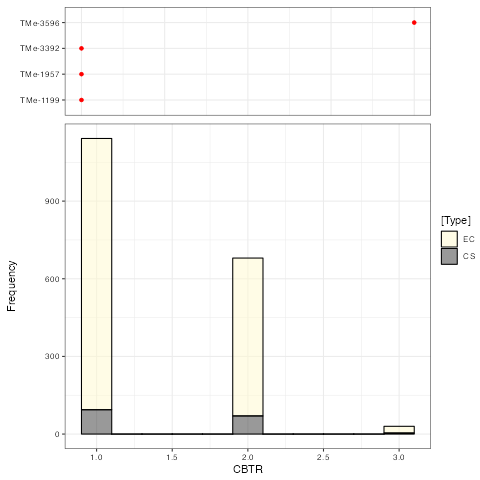 TMe-3596
TMe-3392
TMe-1957
TMe-1199
900
600
300
0
Frequency
1.0 1.5 2.0 2.5 3.0
CBTR
[Type]
EC
CS